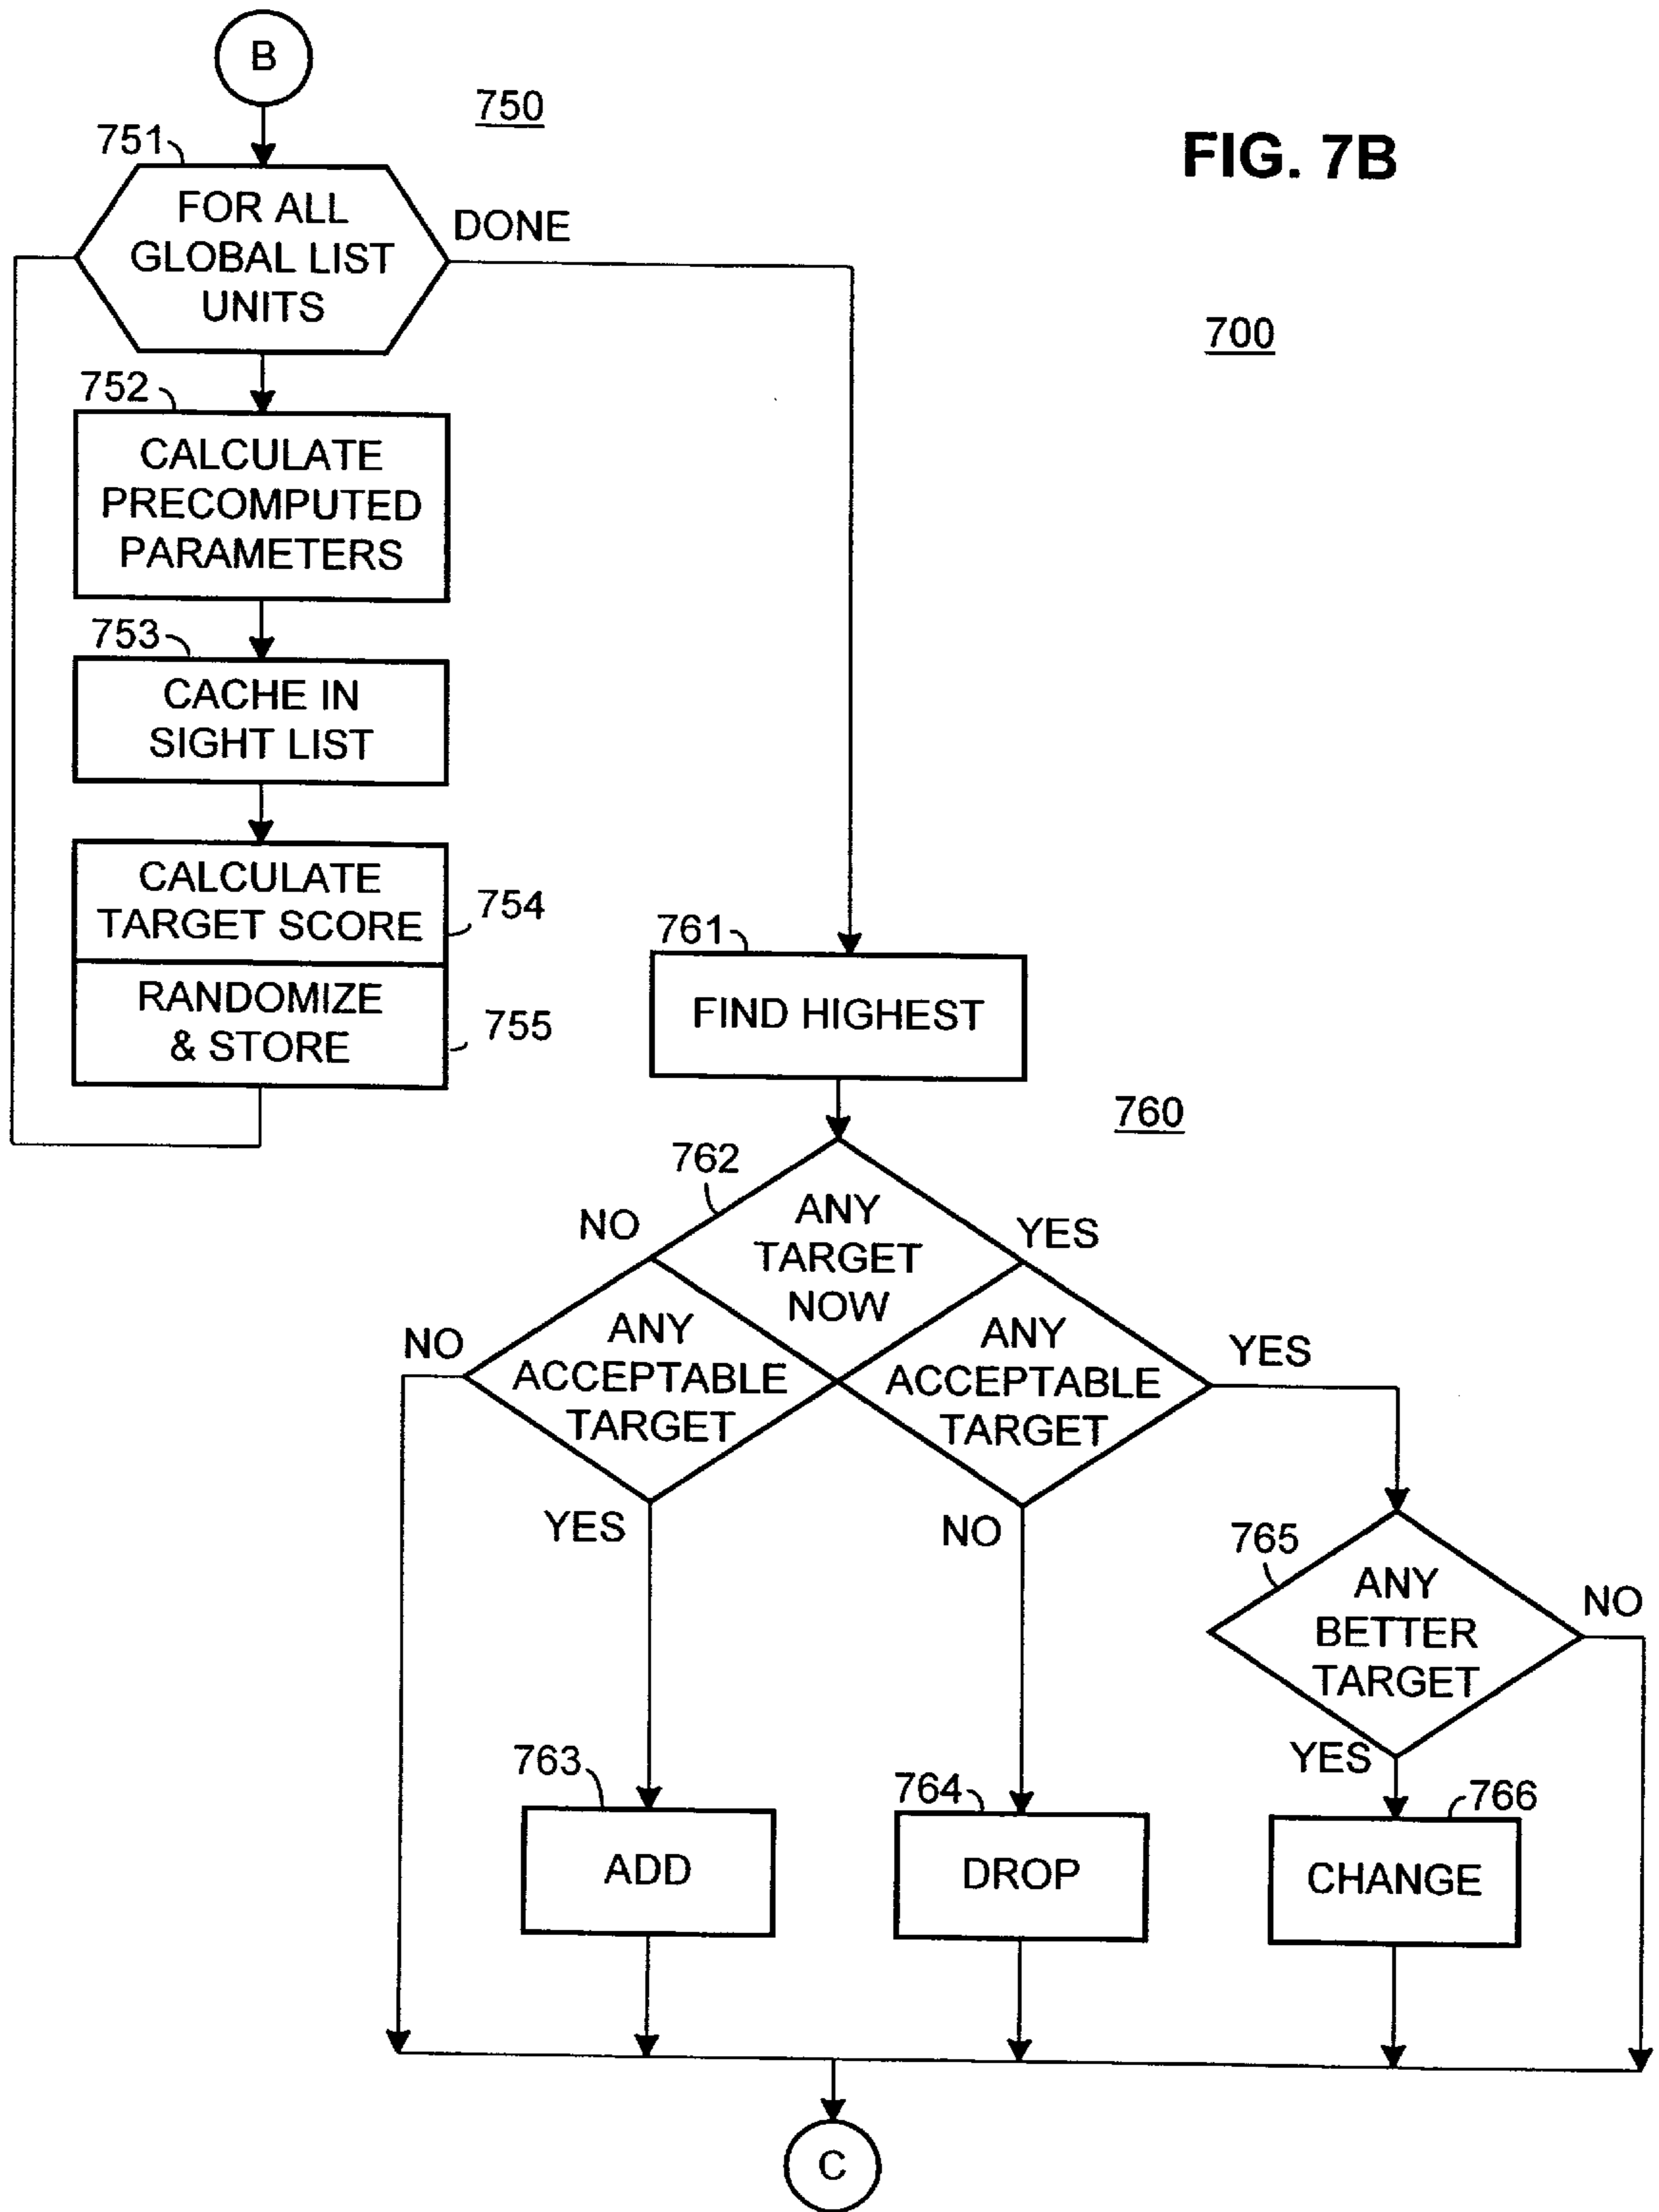 B
750
FIG. 7B
751
FOR ALL
GLOBAL LIST
UNITS
DONE
700
752
CALCULATE
PRECOMPUTED
PARAMETERS
753
CACHE IN
SIGHT LIST
CALCULATE
TARGET SCORE
754
RANDOMIZE
& STORE
755
761
FIND HIGHEST
760
762
NO
ANY
TARGET
NOW
YES
NO
ANY
ACCEPTABLE
TARGET
ANY
ACCEPTABLE
TARGET
YES
YES
NO
765
ANY
BETTER
TARGET
NO
YES
763
ADD
764
DROP
766
CHANGE
C